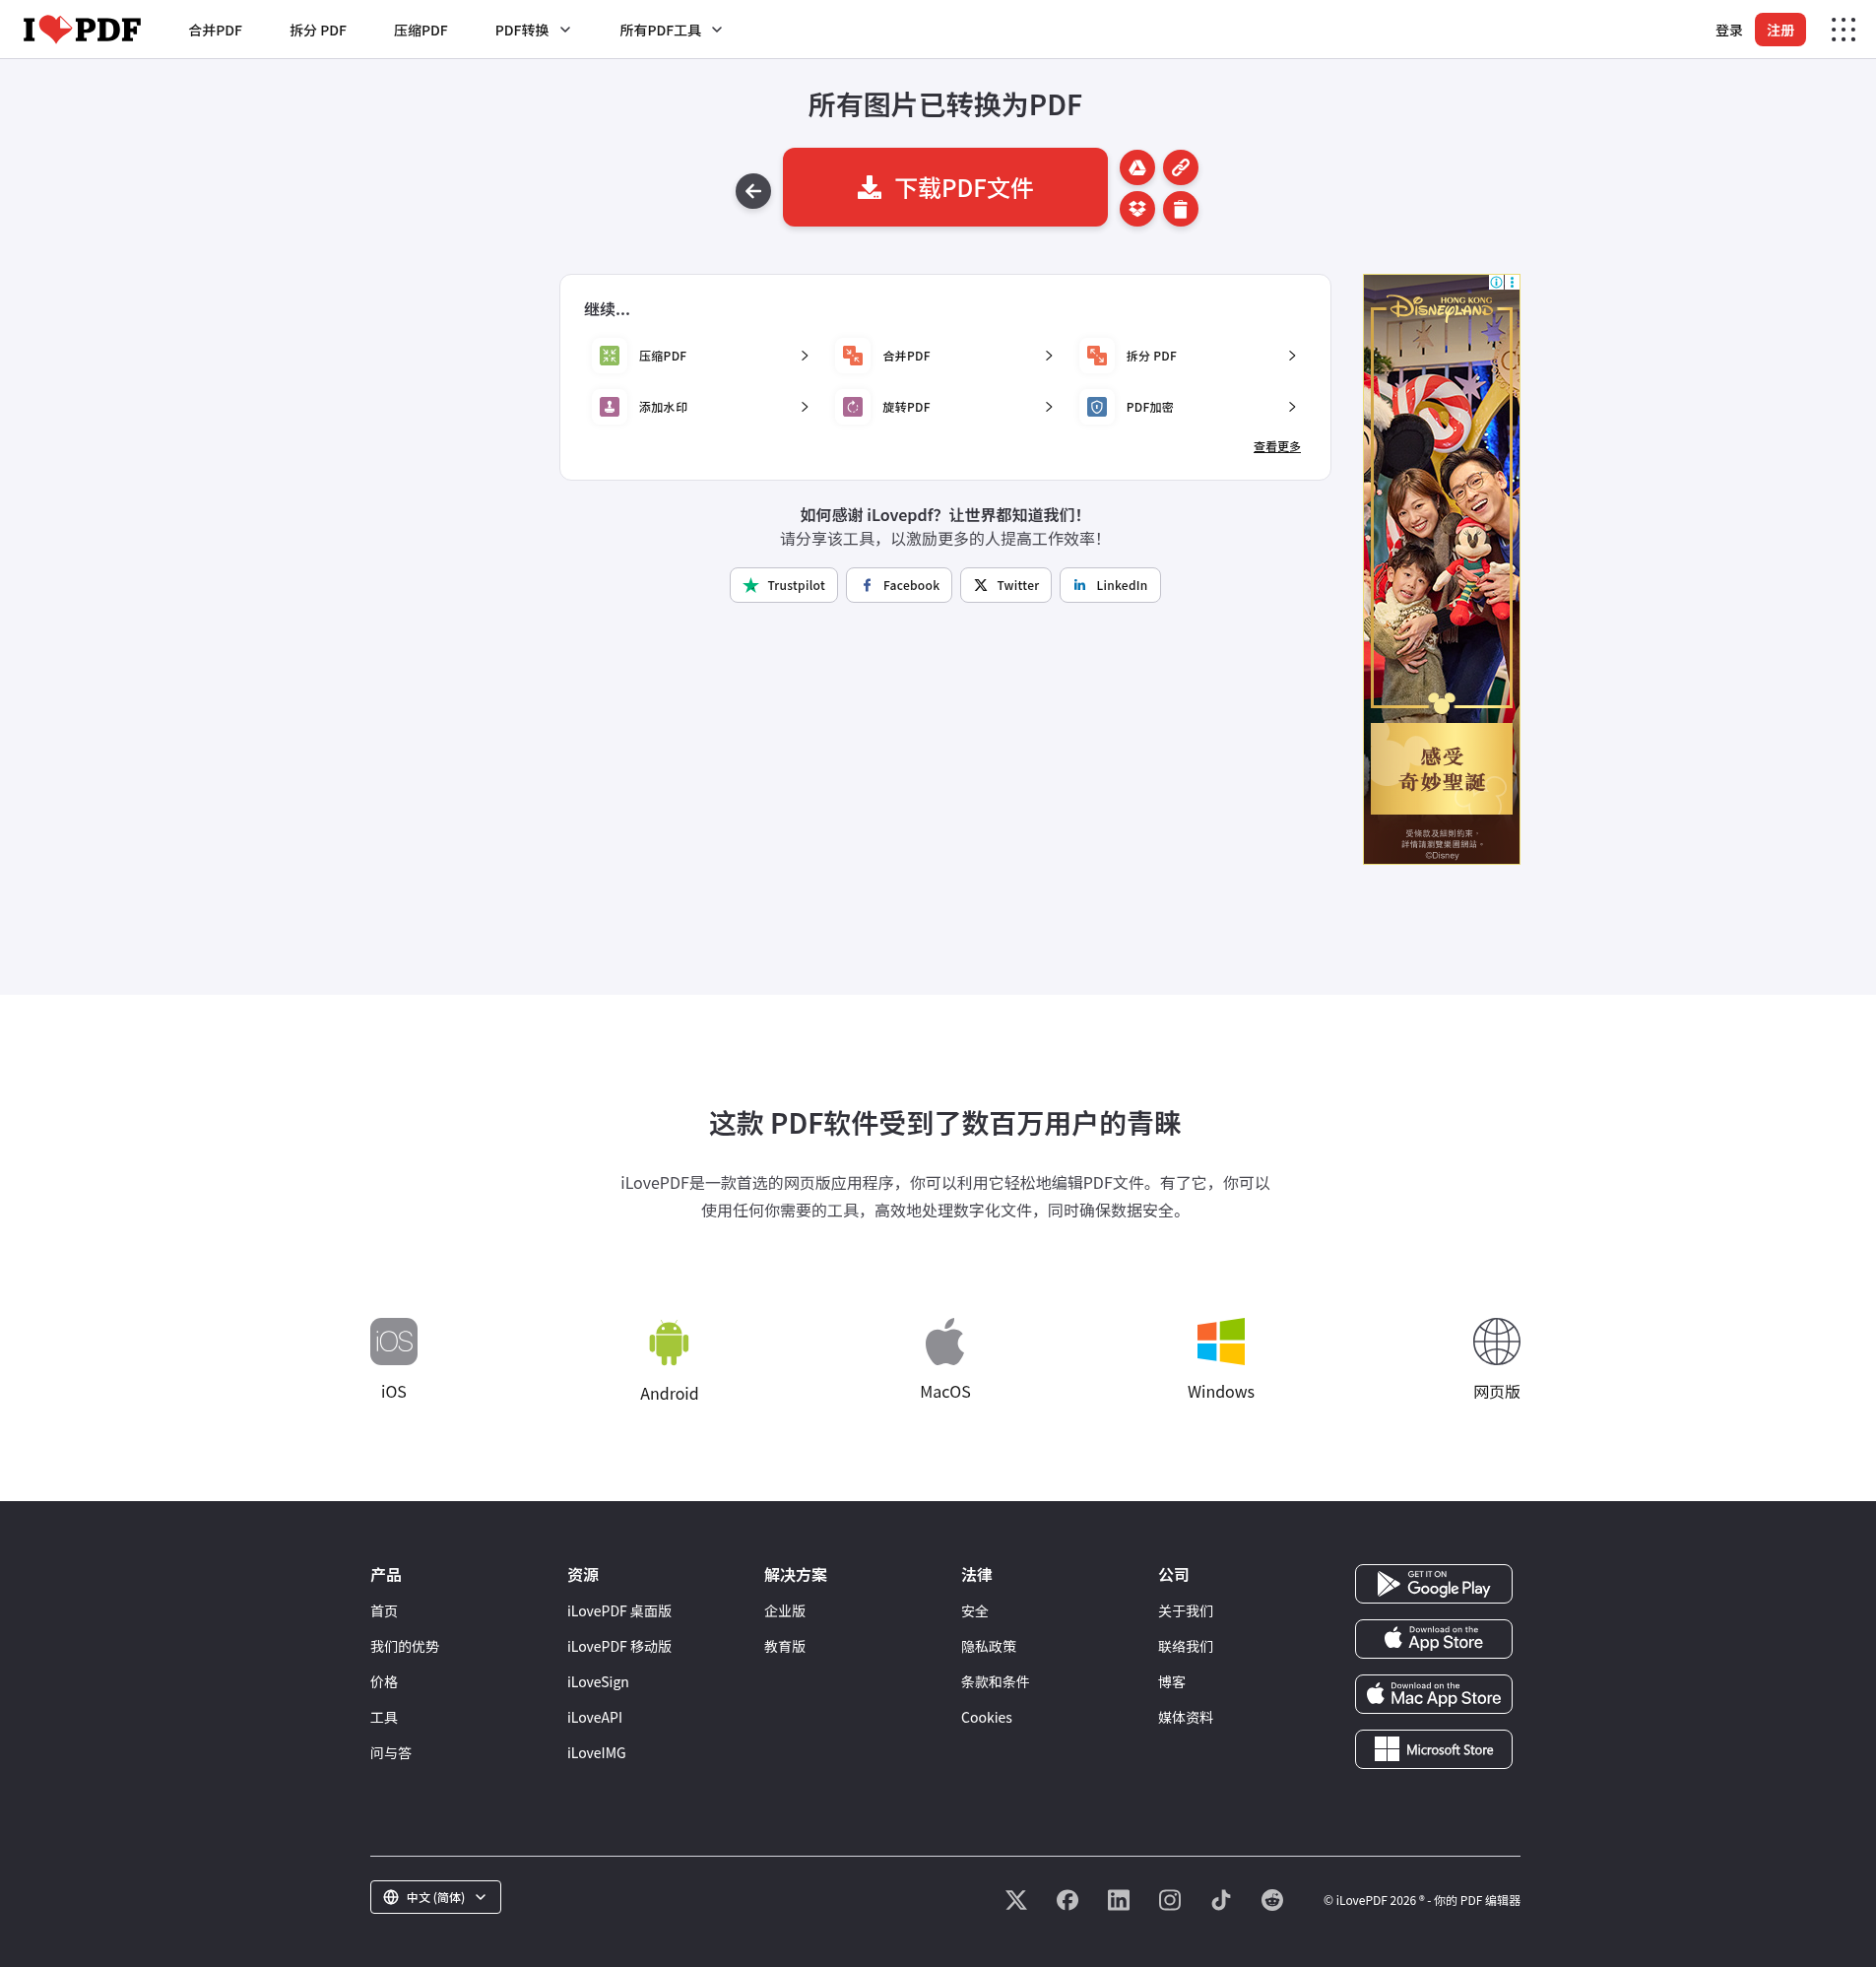 I PDF
合并PDF
拆分 PDF
压缩PDF
PDF转换
所有PDF工具
登录
注册
所有图片已转换为PDF
下载PDF文件
继续...
压缩PDF
合并PDF
拆分 PDF
添加水印
旋转PDF
PDF加密
查看更多
HONG KONG
DISNEYLAND
感受
奇妙聖誕
受條款及細則約束，
詳情請瀏覽樂園網站。
©Disney
如何感谢 iLovepdf？让世界都知道我们！
请分享该工具，以激励更多的人提高工作效率！
Trustpilot
Facebook
Twitter
LinkedIn
这款 PDF软件受到了数百万用户的青睐
iLovePDF是一款首选的网页版应用程序，你可以利用它轻松地编辑PDF文件。有了它，你可以
使用任何你需要的工具，高效地处理数字化文件，同时确保数据安全。
iOS
iOS
Android
MacOS
Windows
网页版
产品
首页
我们的优势
价格
工具
问与答
资源
iLovePDF 桌面版
iLovePDF 移动版
iLoveSign
iLoveAPI
iLoveIMG
解决方案
企业版
教育版
法律
安全
隐私政策
条款和条件
Cookies
公司
关于我们
联络我们
博客
媒体资料
GET IT ON
Google Play
Download on the
App Store
Download on the
Mac App Store
Microsoft Store
中文 (简体)
© iLovePDF 2026 ® - 你的 PDF 编辑器